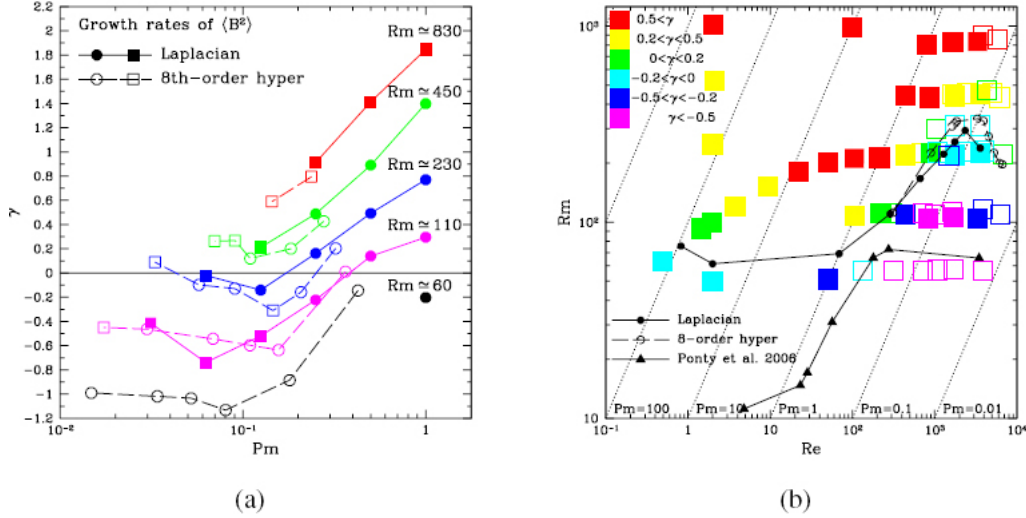 Growth rates of ⟨B²⟩
Laplacian
8th-order hyper
Rm ≃ 830
Rm ≃ 450
Rm ≃ 230
Rm ≃ 110
Rm ≃ 60
2
1.8
1.6
1.4
1.2
1
0.8
0.6
0.4
0.2
0
-0.2
-0.4
-0.6
-0.8
-1
-1.2
γ
10⁻² 10⁻¹ 1
Pm
(a)
10³
10²
10
Rm
0.5<γ
0.2<γ<0.5
0<γ<0.2
-0.2<γ<0
-0.5<γ<-0.2
γ<-0.5
Laplacian
8-order hyper
Ponty et al. 2006
Pm=100 Pm=10 Pm=1 Pm=0.1 Pm=0.01
10⁻¹ 1 10 10² 10³ 10⁴
Re
(b)